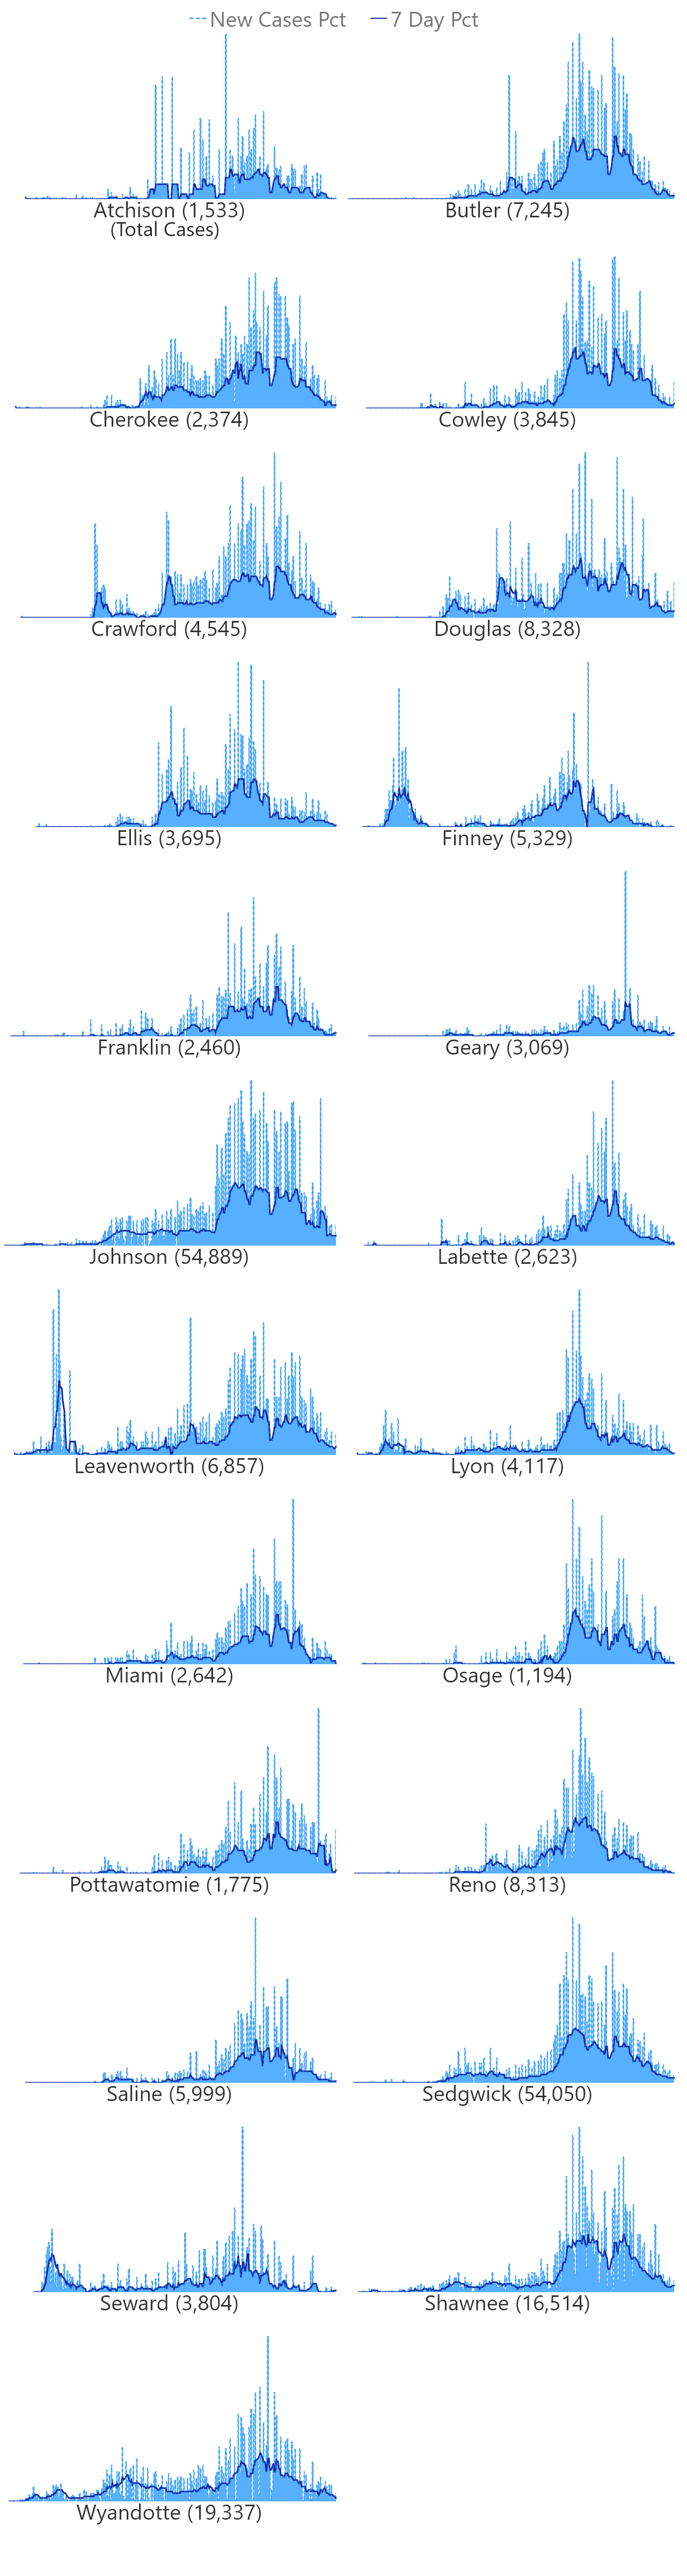 New Cases Pct 7 Day Pct
Atchison (1,533) Butler (7,245)
(Total Cases)
Cherokee (2,374) Cowley (3,845)
Crawford (4,545) Douglas (8,328)
Ellis (3,695) Finney (5,329)
Franklin (2,460) Geary (3,069)
Johnson (54,889) Labette (2,623)
Leavenworth (6,857) Lyon (4,117)
Miami (2,642) Osage (1,194)
Pottawatomie (1,775) Reno (8,313)
Saline (5,999) Sedgwick (54,050)
Seward (3,804) Shawnee (16,514)
Wyandotte (19,337)